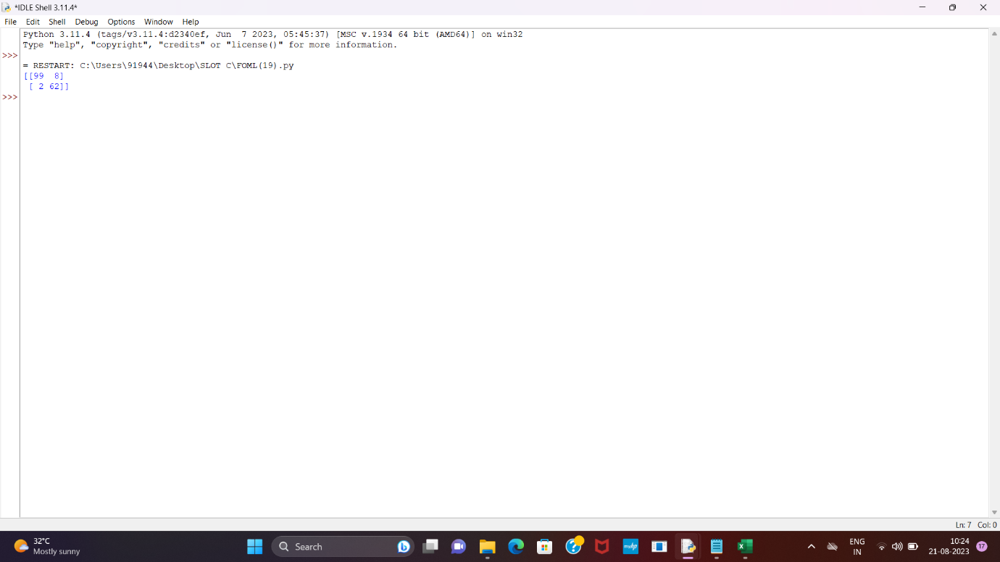 *IDLE Shell 3.11.4*
File Edit Shell Debug Options Window Help
Python 3.11.4 (tags/v3.11.4:d2340ef, Jun  7 2023, 05:45:37) [MSC v.1934 64 bit (AMD64)] on win32
Type "help", "copyright", "credits" or "license()" for more information.
>>>
= RESTART: C:\Users\91944\Desktop\SLOT C\FOML(19).py
[[99  8]
 [ 2 62]]
>>>
Ln: 7 Col: 0
32°C
Mostly sunny
Search
myhp
ENG
IN
10:24
21-08-2023
17